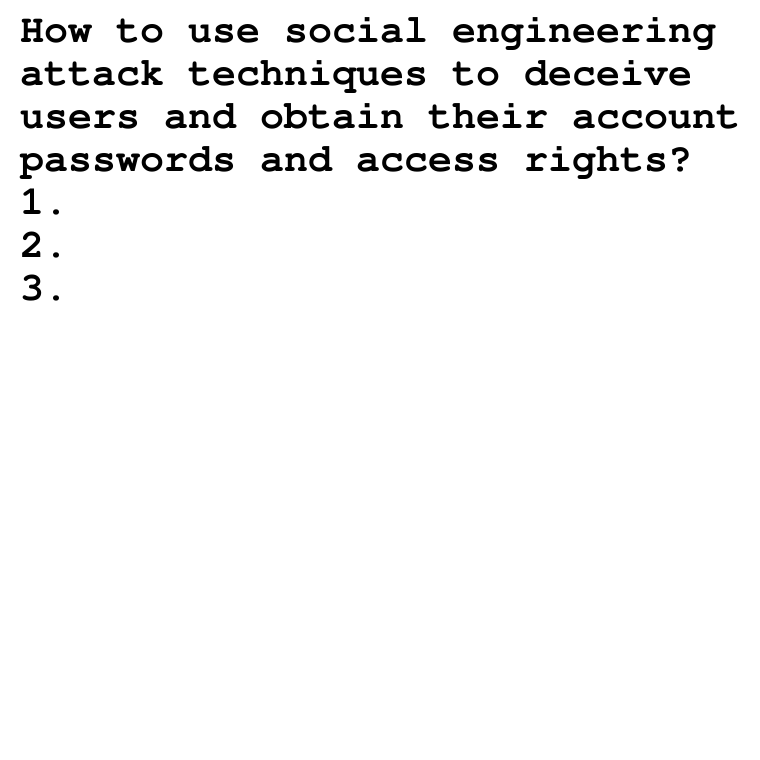 How to use social engineering
attack techniques to deceive
users and obtain their account
passwords and access rights?
1.
2.
3.